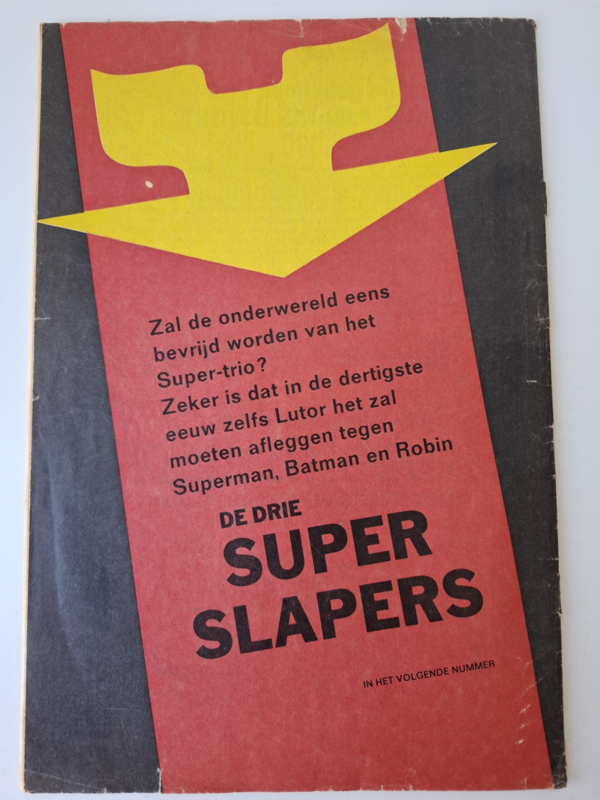 Zal de onderwereld eens
bevrijd worden van het
Super-trio?
Zeker is dat in de dertigste
eeuw zelfs Lutor het zal
moeten afleggen tegen
Superman, Batman en Robin
DE DRIE
SUPER
SLAPERS
IN HET VOLGENDE NUMMER